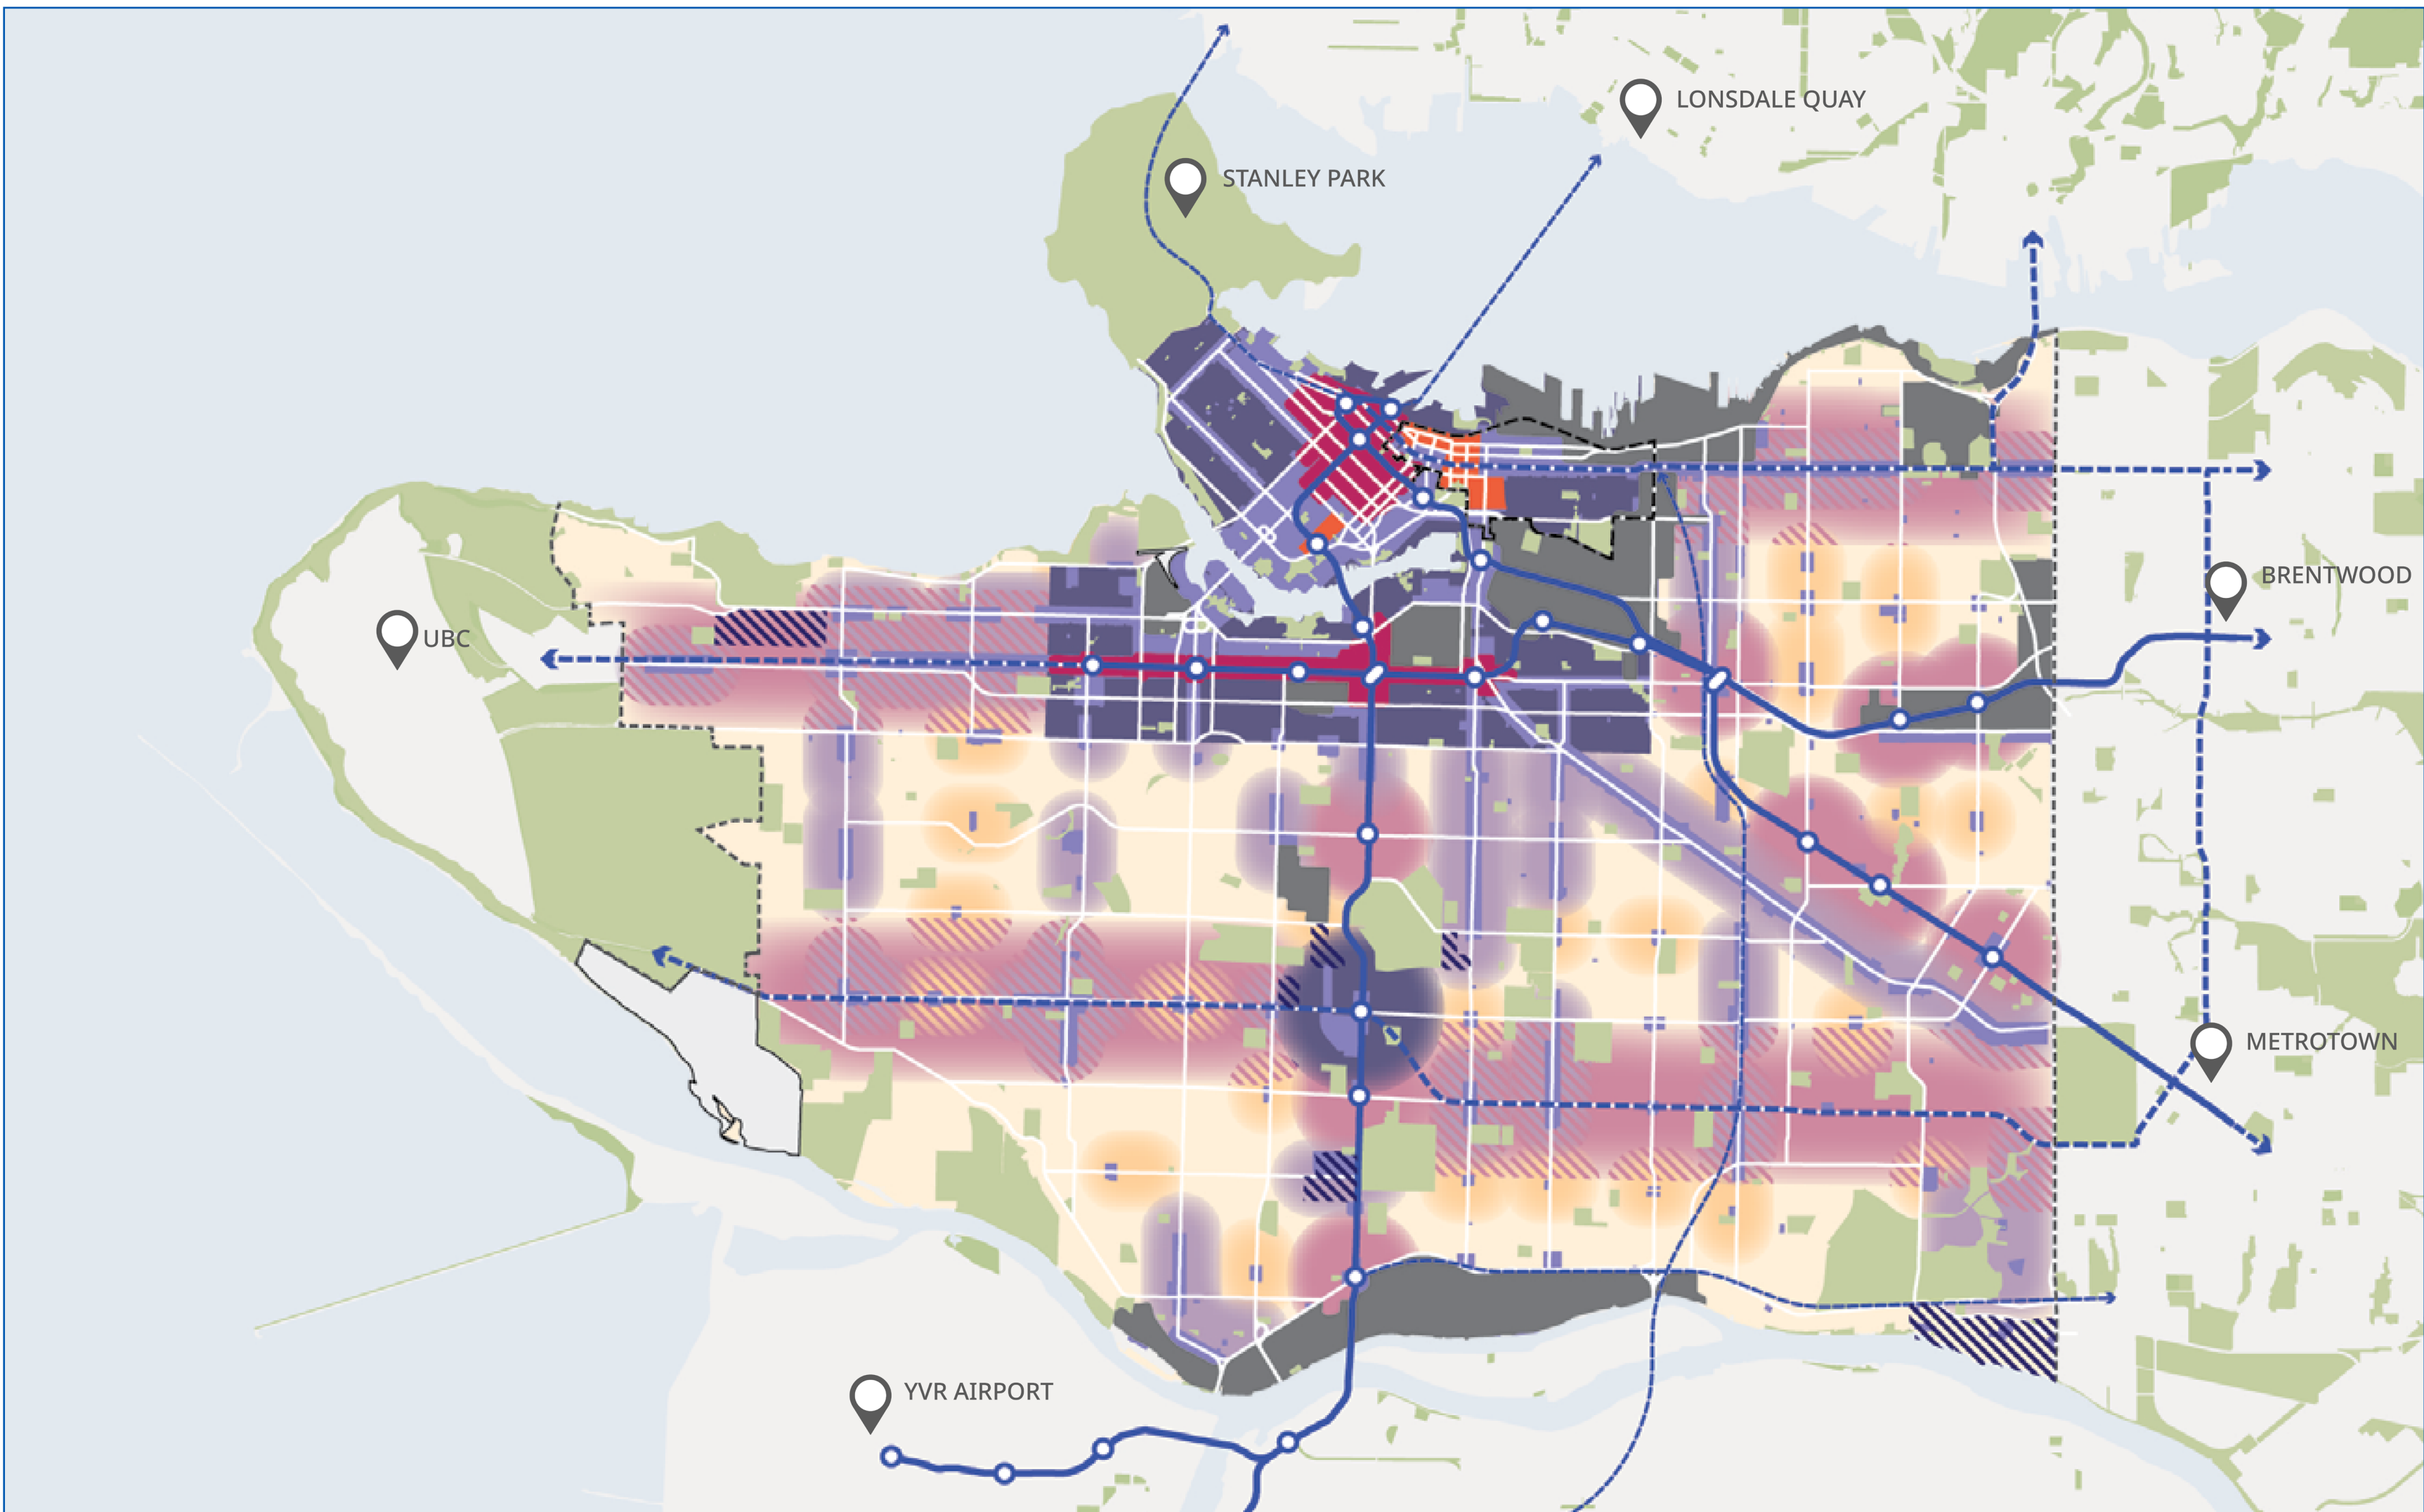 LONSDALE QUAY
STANLEY PARK
BRENTWOOD
UBC
METROTOWN
YVR AIRPORT